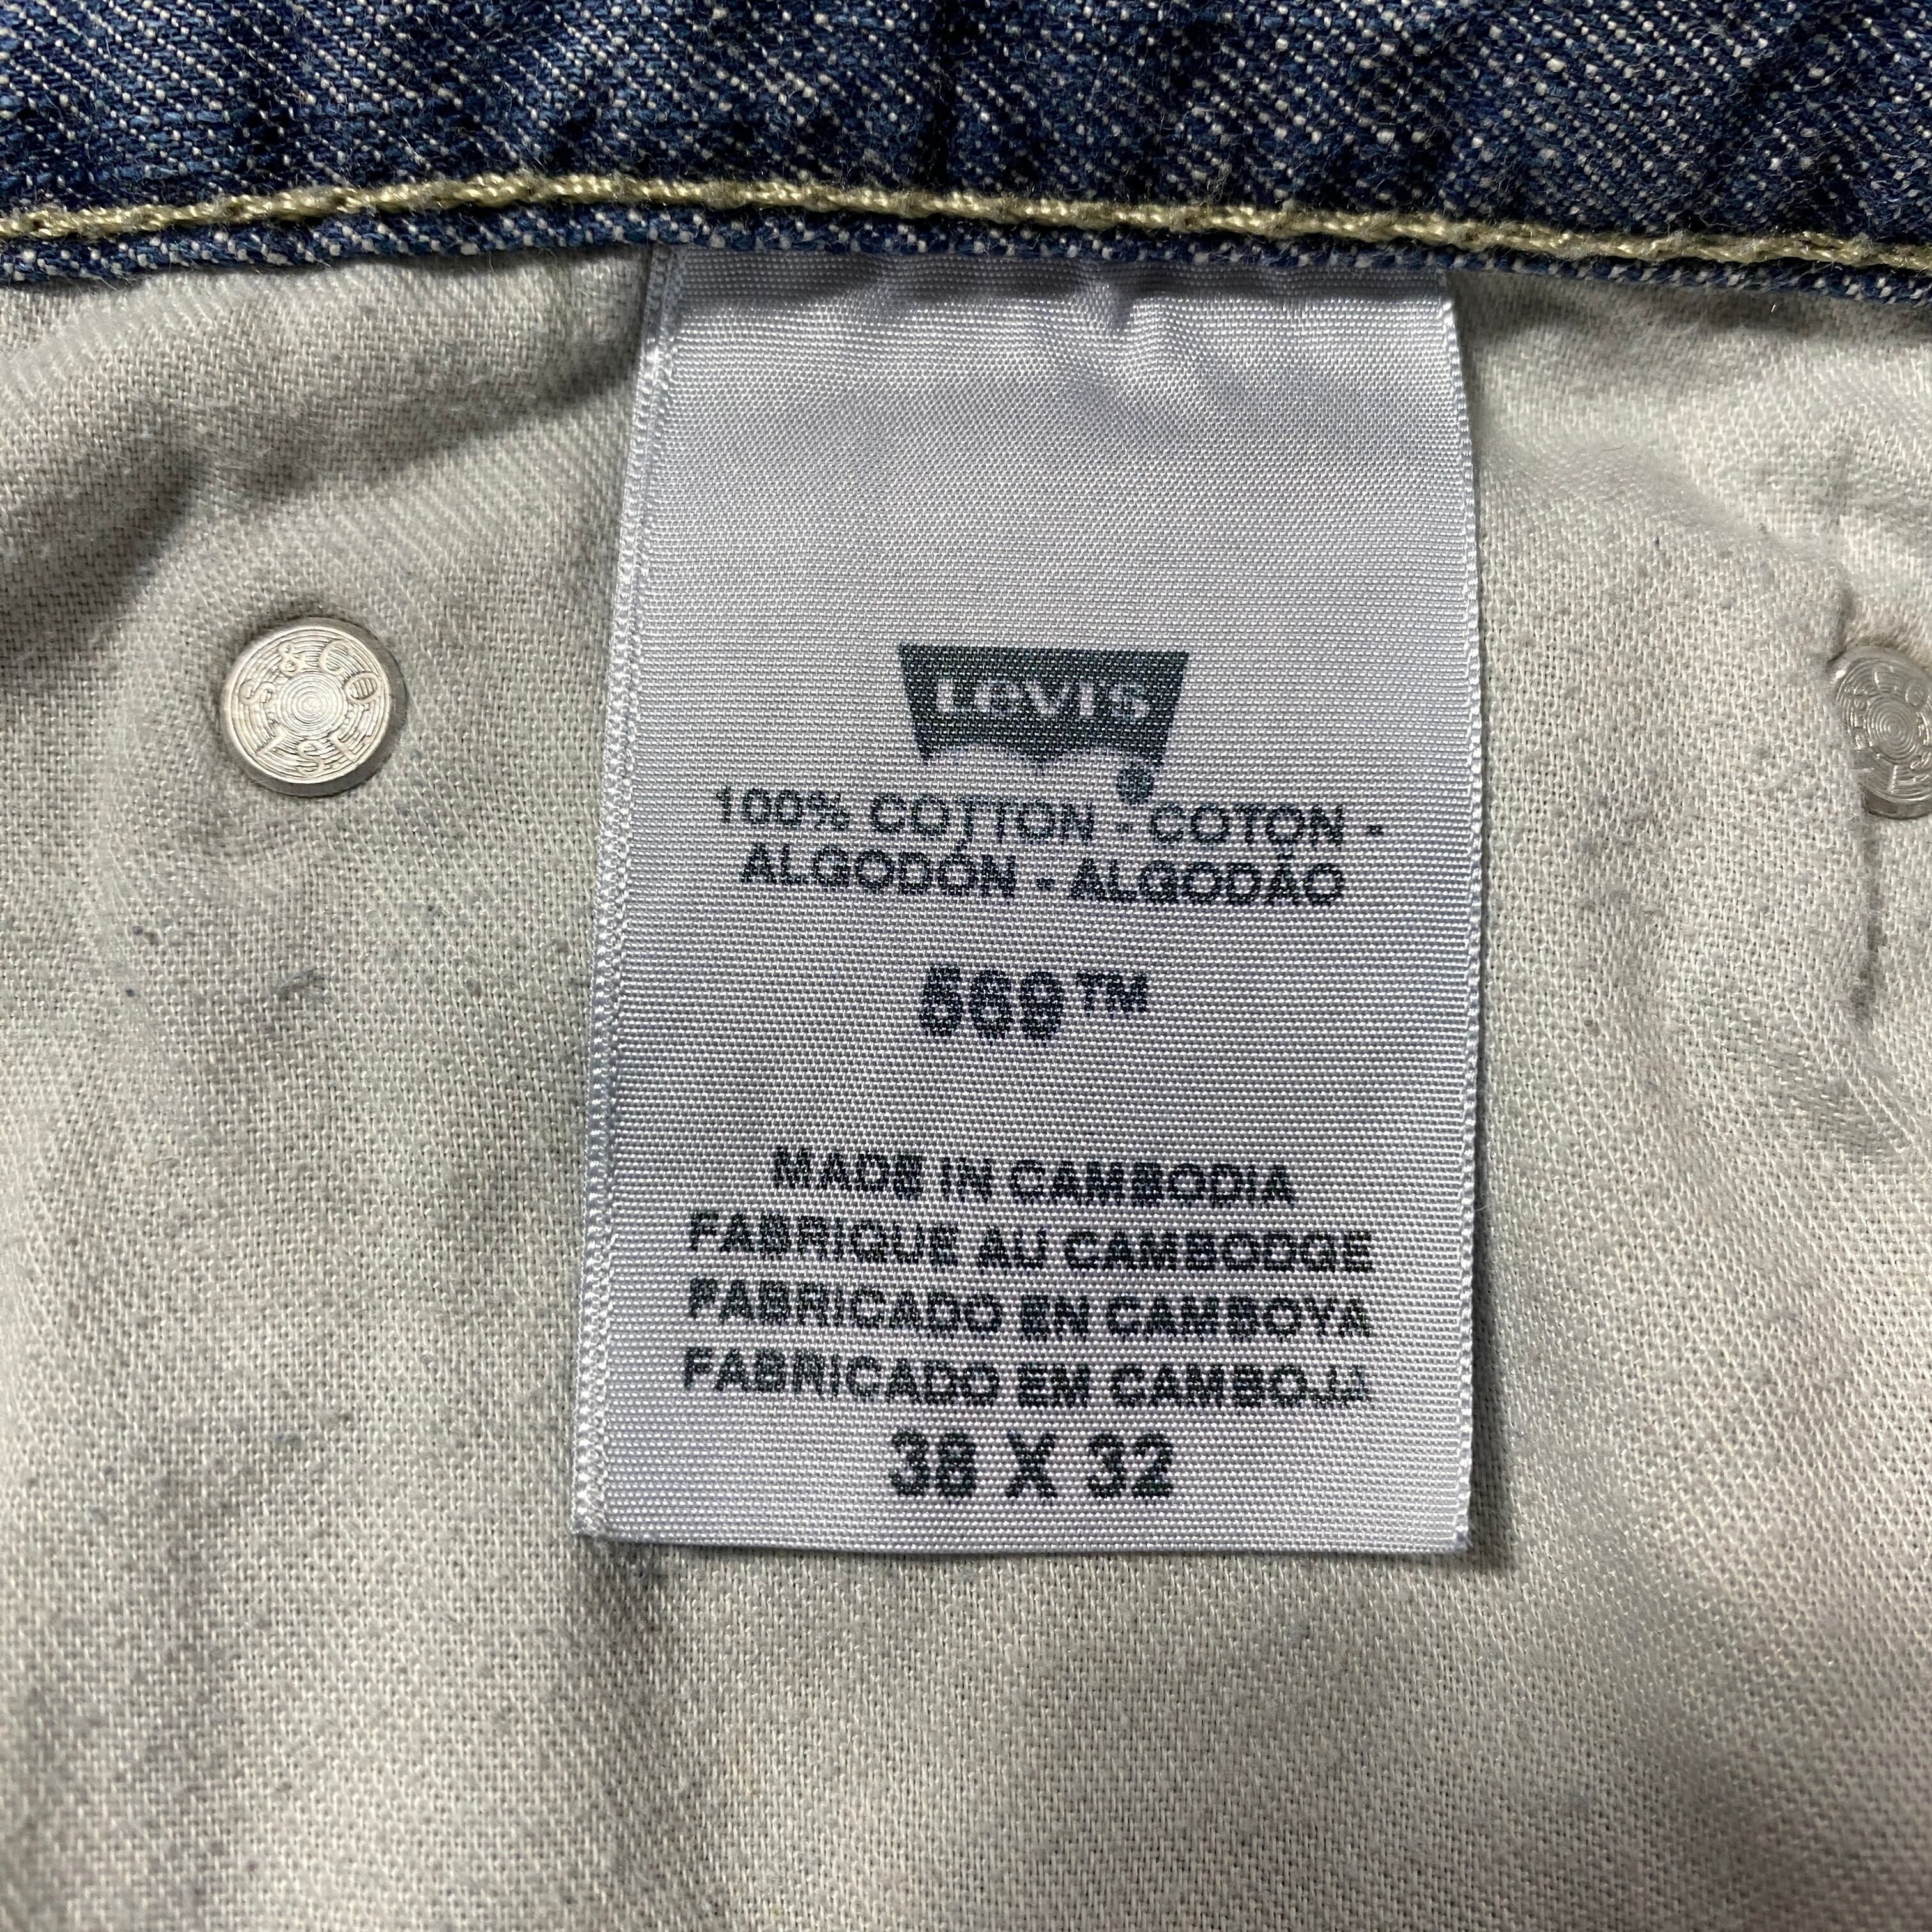 LEVI'S
®
100% COTTON - COTON -
ALGODÓN - ALGODÃO
569™
MADE IN CAMBODIA
FABRIQUE AU CAMBODGE
FABRICADO EN CAMBOYA
FABRICADO EM CAMBOJA
38 X 32
L.S. & CO